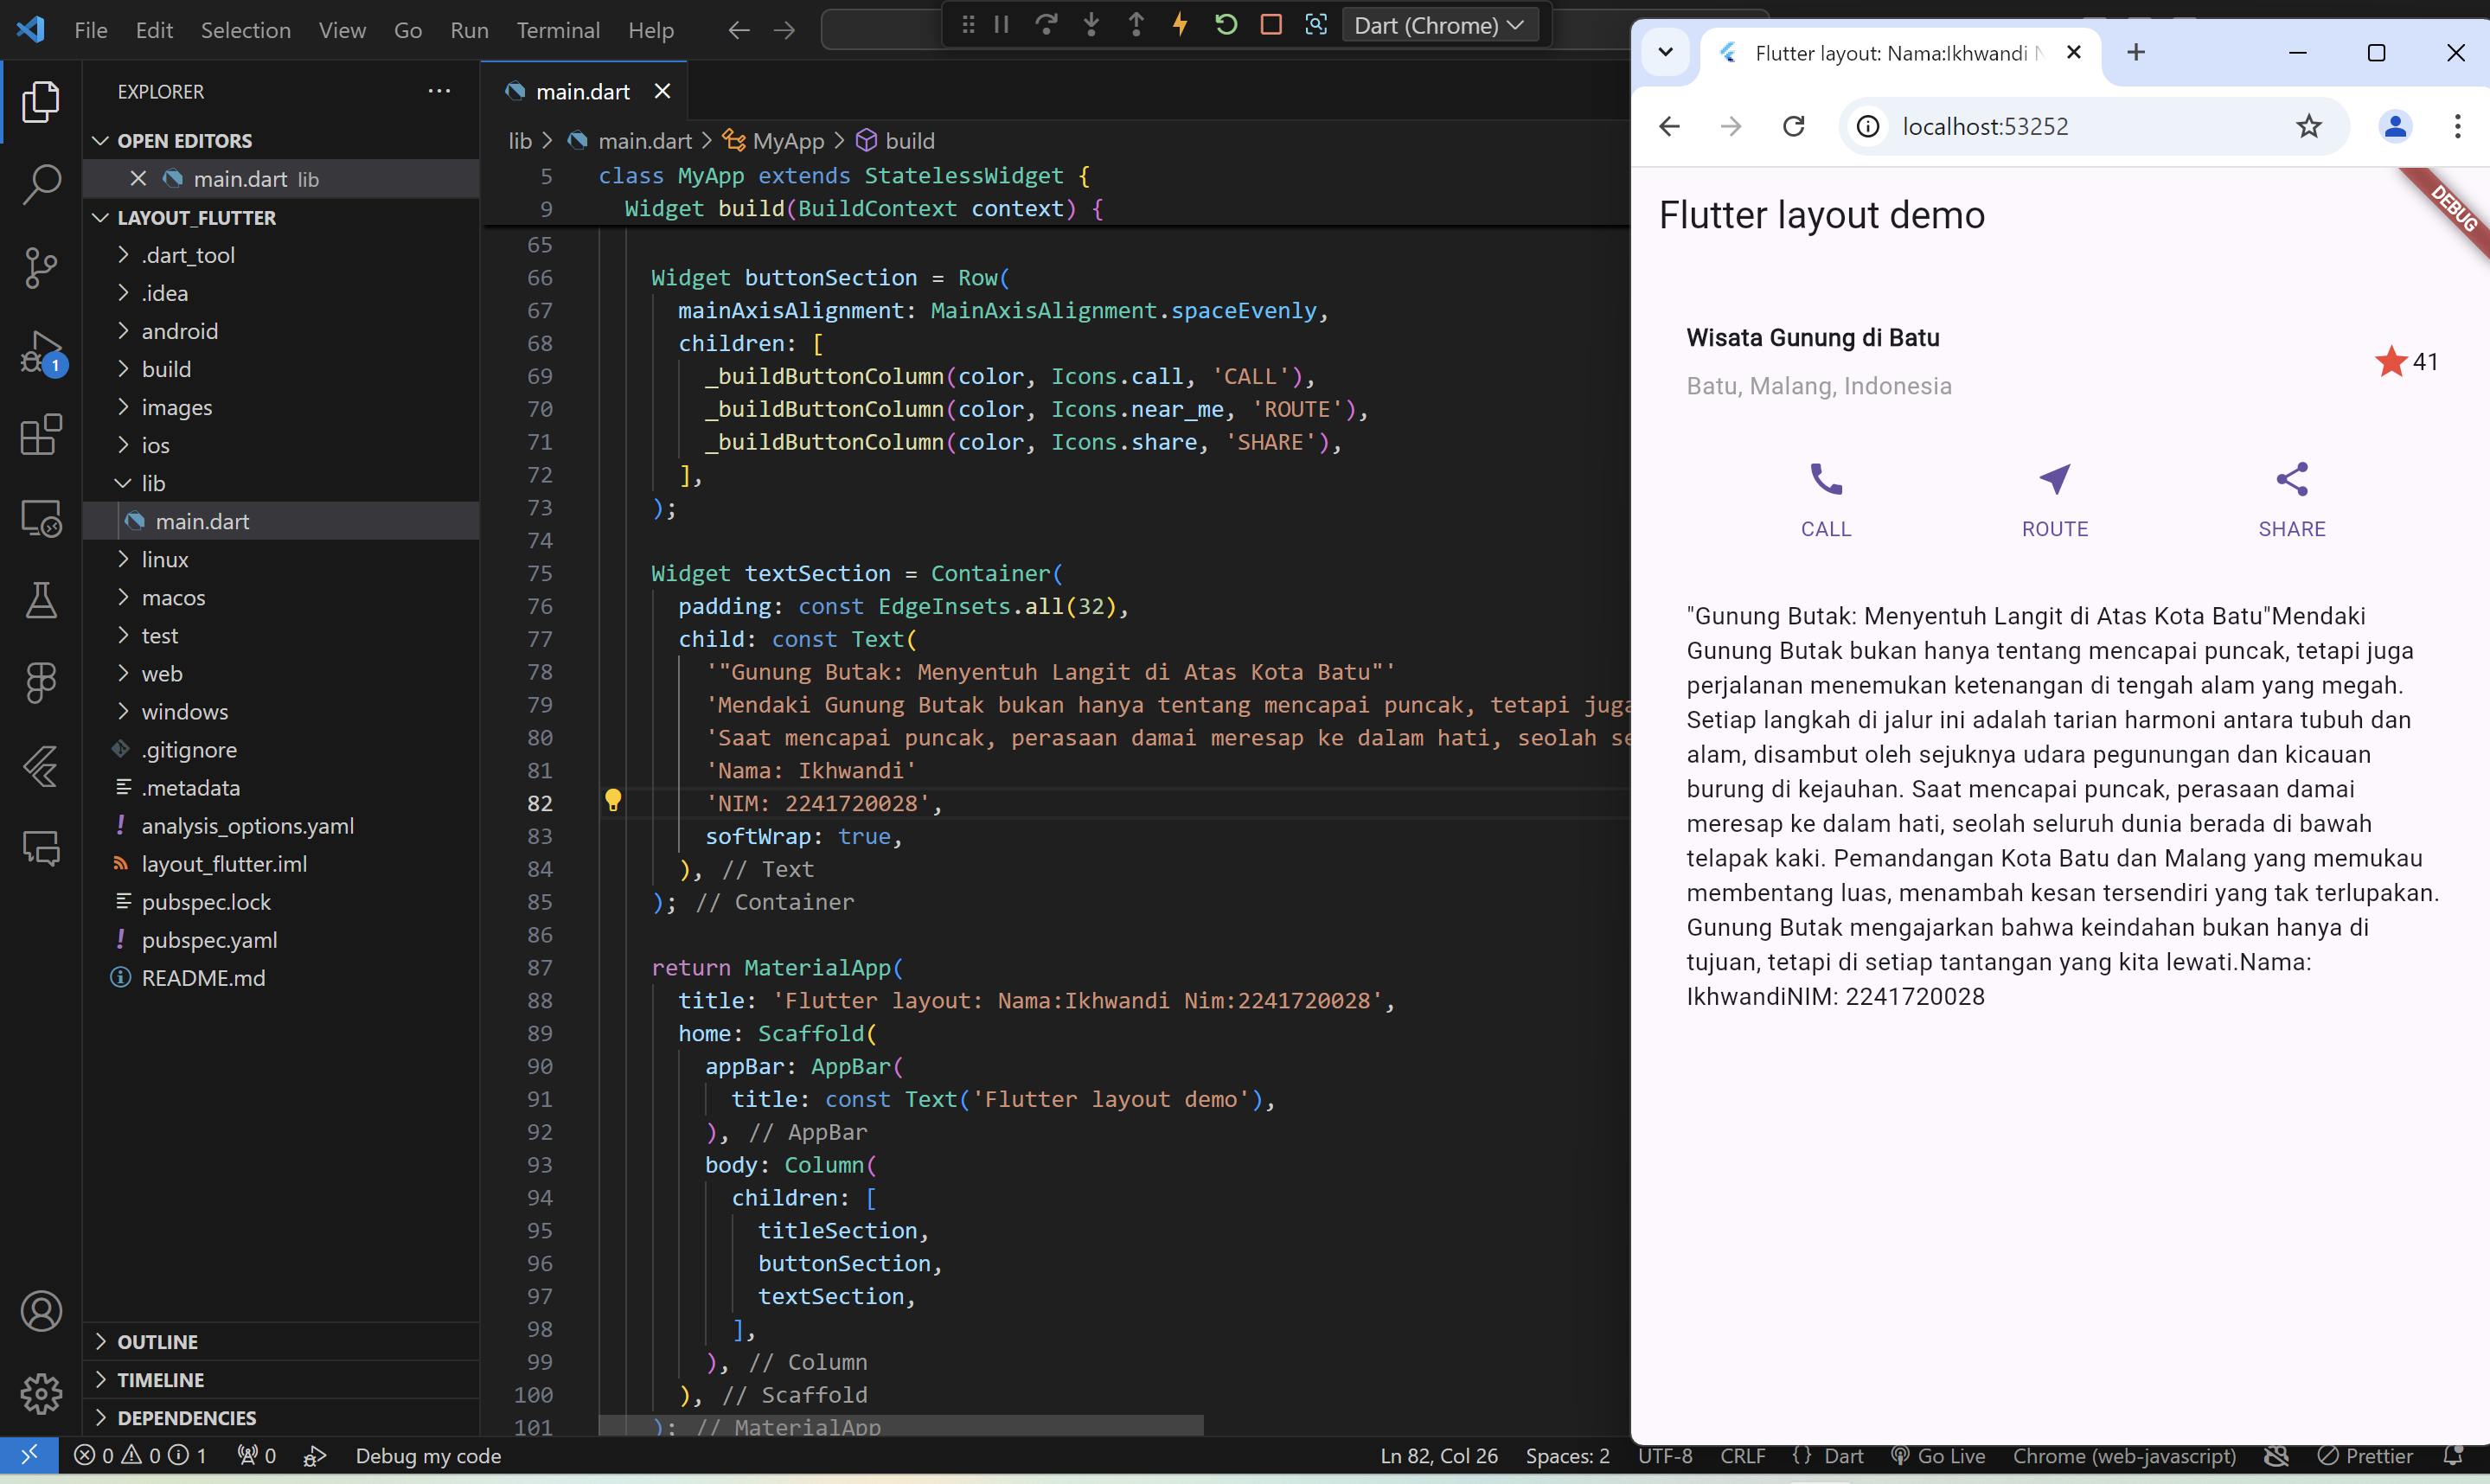 File Edit Selection View Go Run Terminal Help
Dart (Chrome)
EXPLORER
OPEN EDITORS
main.dart lib
LAYOUT_FLUTTER
.dart_tool
.idea
android
build
images
ios
lib
main.dart
linux
macos
test
web
windows
.gitignore
.metadata
analysis_options.yaml
layout_flutter.iml
pubspec.lock
pubspec.yaml
README.md
OUTLINE
TIMELINE
DEPENDENCIES
1
main.dart
lib > main.dart > MyApp > build
5 class MyApp extends StatelessWidget {
9 Widget build(BuildContext context) {
65
66 Widget buttonSection = Row(
67 mainAxisAlignment: MainAxisAlignment.spaceEvenly,
68 children: [
69 _buildButtonColumn(color, Icons.call, 'CALL'),
70 _buildButtonColumn(color, Icons.near_me, 'ROUTE'),
71 _buildButtonColumn(color, Icons.share, 'SHARE'),
72 ],
73 );
74
75 Widget textSection = Container(
76 padding: const EdgeInsets.all(32),
77 child: const Text(
78 '"Gunung Butak: Menyentuh Langit di Atas Kota Batu"'
79 'Mendaki Gunung Butak bukan hanya tentang mencapai puncak, tetapi juga
80 'Saat mencapai puncak, perasaan damai meresap ke dalam hati, seolah se
81 'Nama: Ikhwandi'
82 'NIM: 2241720028',
83 softWrap: true,
84 ), // Text
85 ); // Container
86
87 return MaterialApp(
88 title: 'Flutter layout: Nama:Ikhwandi Nim:2241720028',
89 home: Scaffold(
90 appBar: AppBar(
91 title: const Text('Flutter layout demo'),
92 ), // AppBar
93 body: Column(
94 children: [
95 titleSection,
96 buttonSection,
97 textSection,
98 ],
99 ), // Column
100 ), // Scaffold
101 ); // MaterialApp
Flutter layout: Nama:Ikhwandi N
localhost:53252
Flutter layout demo
DEBUG
Wisata Gunung di Batu
Batu, Malang, Indonesia
41
CALL ROUTE SHARE
"Gunung Butak: Menyentuh Langit di Atas Kota Batu"Mendaki
Gunung Butak bukan hanya tentang mencapai puncak, tetapi juga
perjalanan menemukan ketenangan di tengah alam yang megah.
Setiap langkah di jalur ini adalah tarian harmoni antara tubuh dan
alam, disambut oleh sejuknya udara pegunungan dan kicauan
burung di kejauhan. Saat mencapai puncak, perasaan damai
meresap ke dalam hati, seolah seluruh dunia berada di bawah
telapak kaki. Pemandangan Kota Batu dan Malang yang memukau
membentang luas, menambah kesan tersendiri yang tak terlupakan.
Gunung Butak mengajarkan bahwa keindahan bukan hanya di
tujuan, tetapi di setiap tantangan yang kita lewati.Nama:
IkhwandiNIM: 2241720028
0 0 1 0 Debug my code Ln 82, Col 26 Spaces: 2 UTF-8 CRLF {} Dart Go Live Chrome (web-javascript) Prettier